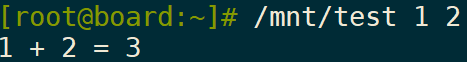 [root@board:~]# /mnt/test 1 2
1 + 2 = 3